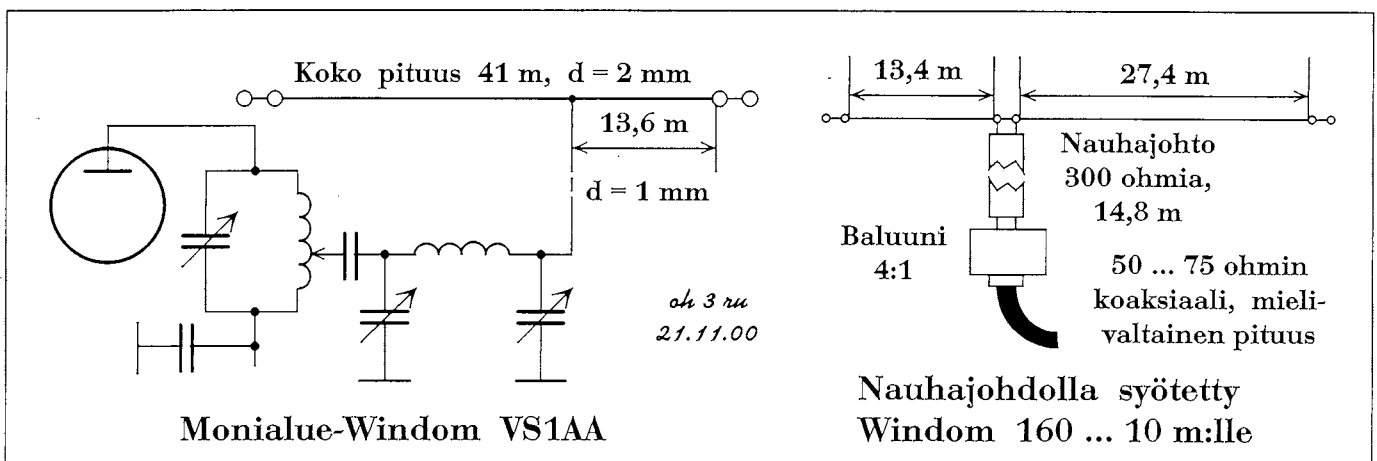 Koko pituus 41 m, d = 2 mm
13,6 m
d = 1 mm
oh 3 ru
21.11.00
Monialue-Windom VS1AA
13,4 m
27,4 m
Nauhajohto
300 ohmia,
14,8 m
Baluuni
4:1
50 ... 75 ohmin
koaksiaali, mieli-
valtainen pituus
Nauhajohdolla syötetty
Windom 160 ... 10 m:lle